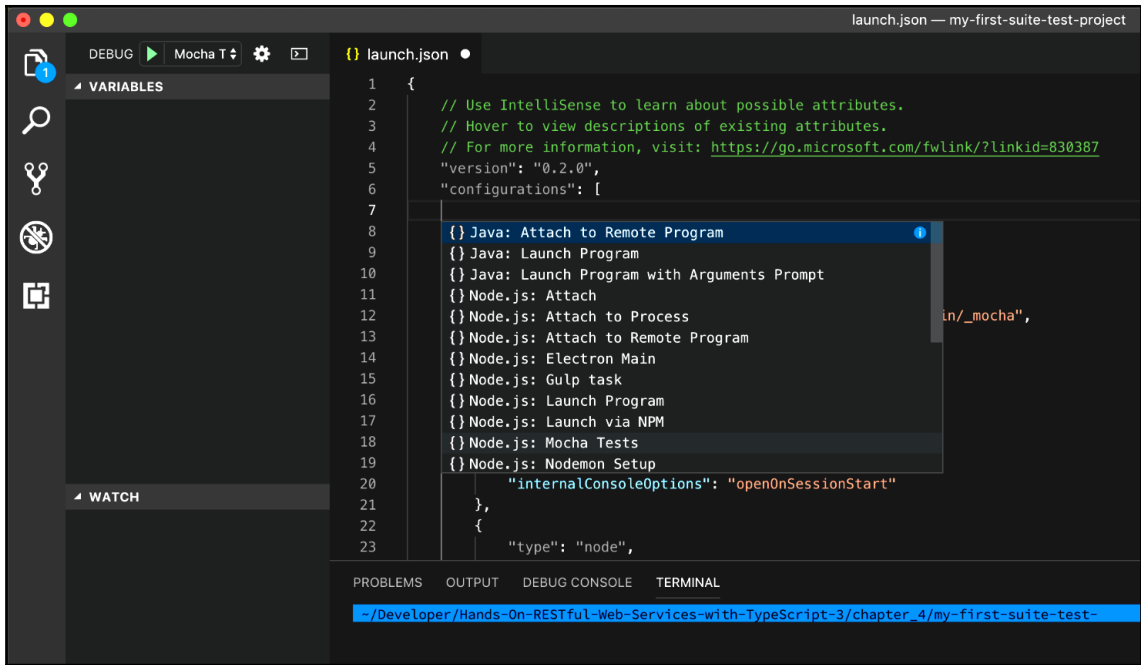 launch.json — my-first-suite-test-project
1
DEBUG
Mocha T
VARIABLES
WATCH
{} launch.json
1 {
2 // Use IntelliSense to learn about possible attributes.
3 // Hover to view descriptions of existing attributes.
4 // For more information, visit: https://go.microsoft.com/fwlink/?linkid=830387
5 "version": "0.2.0",
6 "configurations": [
7
8 {} Java: Attach to Remote Program
9 {} Java: Launch Program
10 {} Java: Launch Program with Arguments Prompt
11 {} Node.js: Attach
12 {} Node.js: Attach to Process in/_mocha",
13 {} Node.js: Attach to Remote Program
14 {} Node.js: Electron Main
15 {} Node.js: Gulp task
16 {} Node.js: Launch Program
17 {} Node.js: Launch via NPM
18 {} Node.js: Mocha Tests
19 {} Node.js: Nodemon Setup
20 "internalConsoleOptions": "openOnSessionStart"
21 },
22 {
23 "type": "node",
PROBLEMS OUTPUT DEBUG CONSOLE TERMINAL
~/Developer/Hands-On-RESTful-Web-Services-with-TypeScript-3/chapter_4/my-first-suite-test-